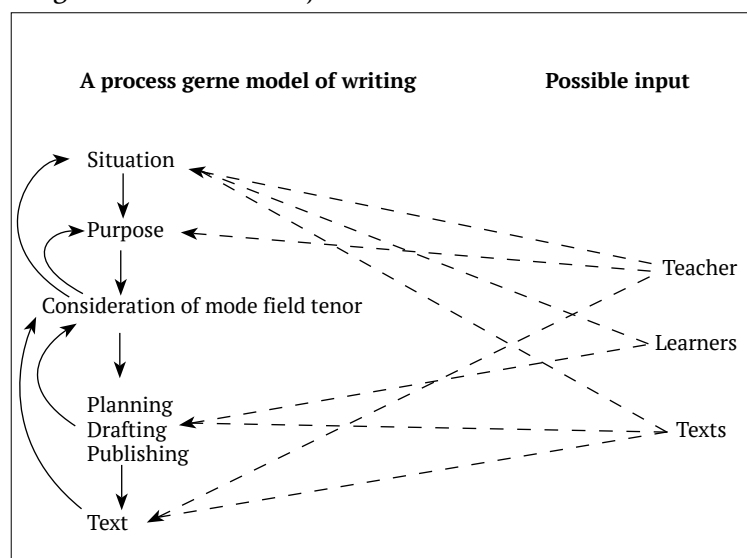 A process gerne model of writing
Possible input
Situation
Purpose
Teacher
Consideration of mode field tenor
Learners
Planning
Drafting
Texts
Publishing
Text